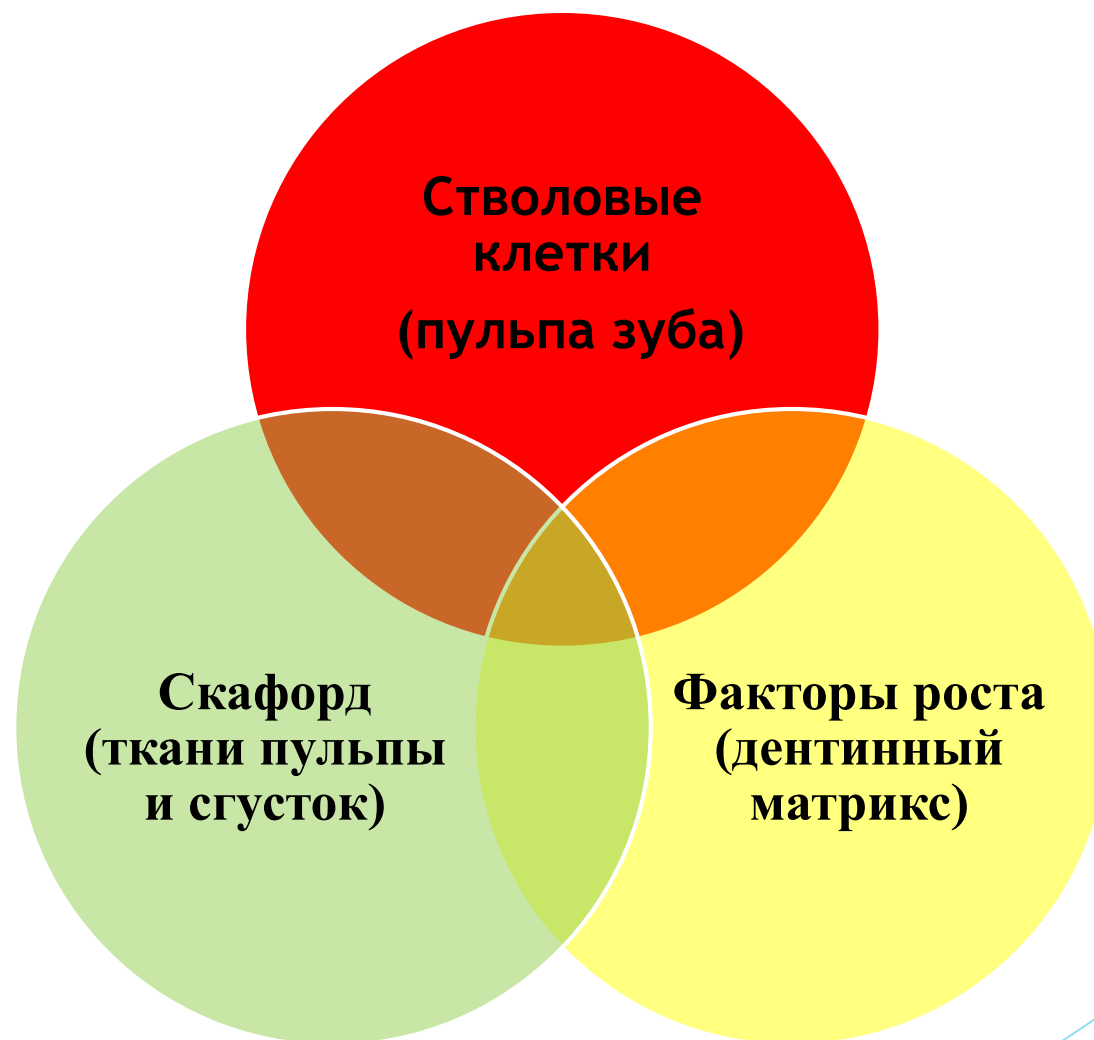 Стволовые
клетки
(пульпа зуба)
Скафорд
(ткани пульпы
и сгусток)
Факторы роста
(дентинный
матрикс)